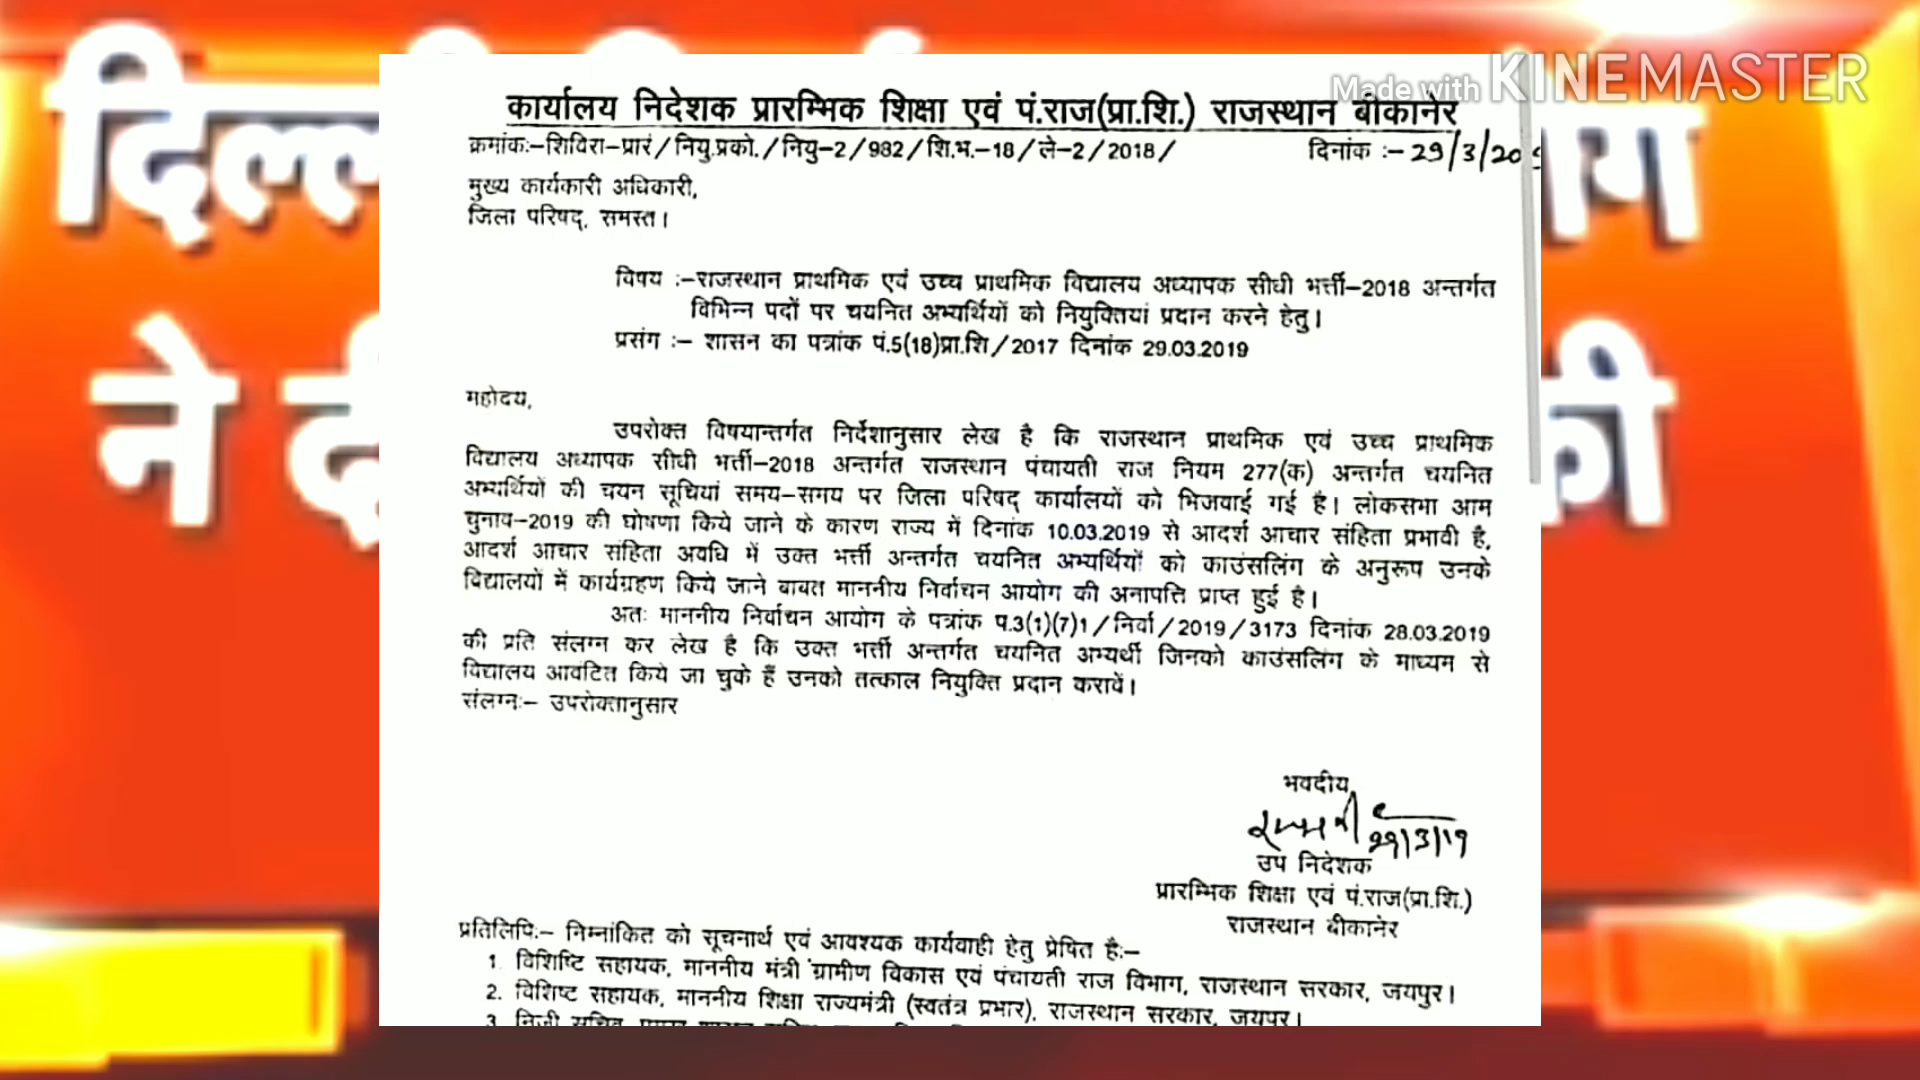 Made with KINEMASTER
दिल्ल
ने
की
कार्यालय निदेशक प्रारम्भिक शिक्षा एवं पं.राज(प्रा.शि.) राजस्थान बीकानेर
क्रमांकः–शिविरा–प्रारं/नियु.प्रको./नियु–2/982/शि.भ.–18/ले–2/2018/ दिनांक :– 29/3/20
मुख्य कार्यकारी अधिकारी,
जिला परिषद्, समस्त।
विषय :–राजस्थान प्राथमिक एवं उच्च प्राथमिक विद्यालय अध्यापक सीधी भर्त्ती–2018 अन्तर्गत
विभिन्न पदों पर चयनित अभ्यर्थियों को नियुक्तियां प्रदान करने हेतु।
प्रसंग :– शासन का पत्रांक पं.5(18)प्रा.शि/2017 दिनांक 29.03.2019
महोदय,
उपरोक्त विषयान्तर्गत निर्देशानुसार लेख है कि राजस्थान प्राथमिक एवं उच्च प्राथमिक
विद्यालय अध्यापक सीधी भर्त्ती–2018 अन्तर्गत राजस्थान पंचायती राज नियम 277(क) अन्तर्गत चयनित
अभ्यर्थियों की चयन सूचियां समय–समय पर जिला परिषद् कार्यालयों को भिजवाई गई है। लोकसभा आम
चुनाव–2019 की घोषणा किये जाने के कारण राज्य में दिनांक 10.03.2019 से आदर्श आचार संहिता प्रभावी है,
आदर्श आचार संहिता अवधि में उक्त भर्त्ती अन्तर्गत चयनित अभ्यर्थियों को काउंसलिंग के अनुरूप उनके
विद्यालयों में कार्यग्रहण किये जाने बाबत माननीय निर्वाचन आयोग की अनापत्ति प्राप्त हुई है।
अतः माननीय निर्वाचन आयोग के पत्रांक प.3(1)(7)1/निर्वा/2019/3173 दिनांक 28.03.2019
की प्रति संलग्न कर लेख है कि उक्त भर्त्ती अन्तर्गत चयनित अभ्यर्थी जिनको काउंसलिंग के माध्यम से
विद्यालय आवंटित किये जा चुके हैं उनको तत्काल नियुक्ति प्रदान करावें।
संलग्नः– उपरोक्तानुसार
भवदीय,
29/3/19
उप निदेशक
प्रारम्भिक शिक्षा एवं पं.राज(प्रा.शि.)
राजस्थान बीकानेर
प्रतिलिपिः– निम्नांकित को सूचनार्थ एवं आवश्यक कार्यवाही हेतु प्रेषित हैः–
1. विशिष्टि सहायक, माननीय मंत्री ग्रामीण विकास एवं पंचायती राज विभाग, राजस्थान सरकार, जयपुर।
2. विशिष्ट सहायक, माननीय शिक्षा राज्यमंत्री (स्वतंत्र प्रभार), राजस्थान सरकार, जयपुर।
3. निजी सचिव,